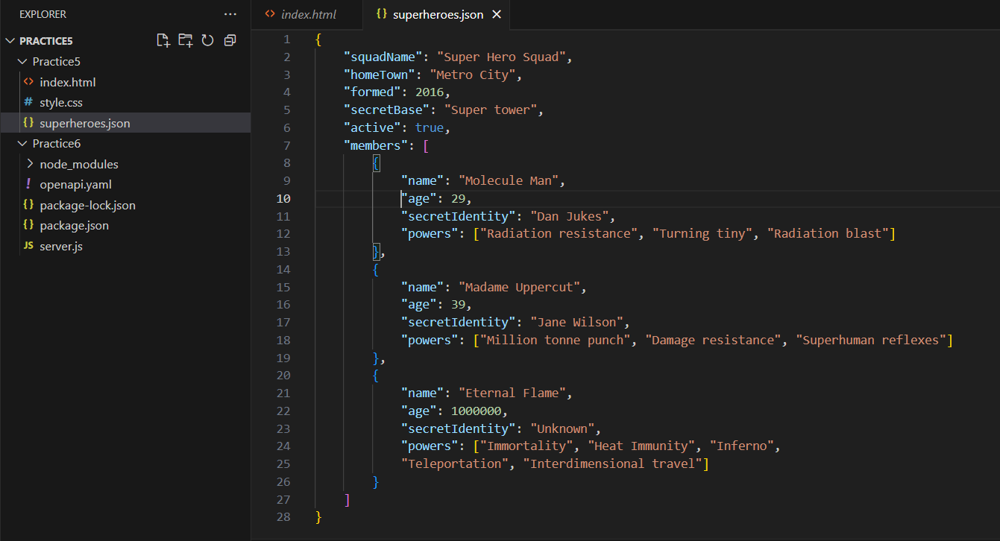 EXPLORER
PRACTICE5
Practice5
index.html
style.css
superheroes.json
Practice6
node_modules
openapi.yaml
package-lock.json
package.json
server.js
index.html
superheroes.json
1 {
2 "squadName": "Super Hero Squad",
3 "homeTown": "Metro City",
4 "formed": 2016,
5 "secretBase": "Super tower",
6 "active": true,
7 "members": [
8 {
9 "name": "Molecule Man",
10 "age": 29,
11 "secretIdentity": "Dan Jukes",
12 "powers": ["Radiation resistance", "Turning tiny", "Radiation blast"]
13 },
14 {
15 "name": "Madame Uppercut",
16 "age": 39,
17 "secretIdentity": "Jane Wilson",
18 "powers": ["Million tonne punch", "Damage resistance", "Superhuman reflexes"]
19 },
20 {
21 "name": "Eternal Flame",
22 "age": 1000000,
23 "secretIdentity": "Unknown",
24 "powers": ["Immortality", "Heat Immunity", "Inferno",
25 "Teleportation", "Interdimensional travel"]
26 }
27 ]
28 }